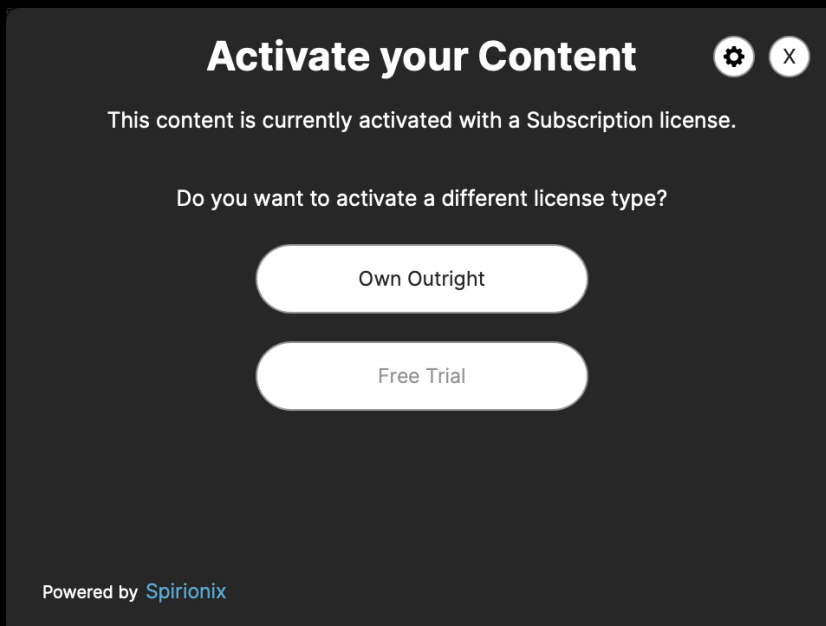 Activate your Content
X
This content is currently activated with a Subscription license.
Do you want to activate a different license type?
Own Outright
Free Trial
Powered by Spirionix